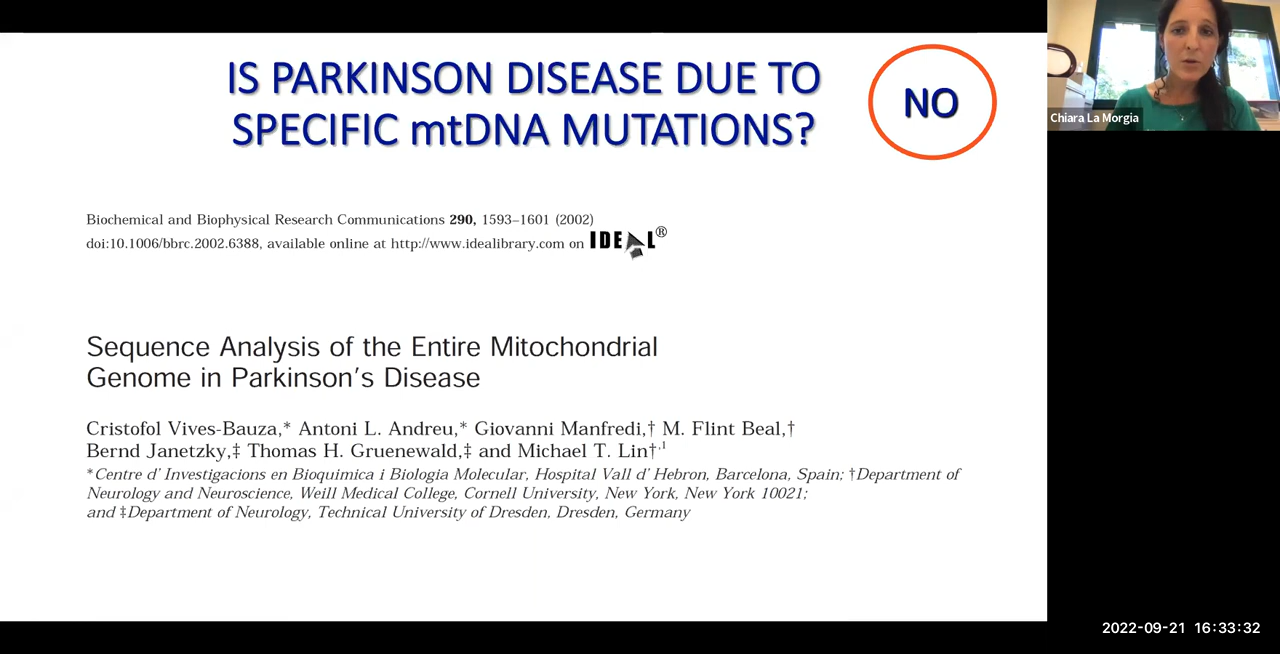 IS PARKINSON DISEASE DUE TO
SPECIFIC mtDNA MUTATIONS?
NO
Chiara La Morgia
Biochemical and Biophysical Research Communications 290, 1593–1601 (2002)
doi:10.1006/bbrc.2002.6388, available online at http://www.idealibrary.com on IDEAL®
Sequence Analysis of the Entire Mitochondrial
Genome in Parkinson's Disease
Cristofol Vives-Bauza,* Antoni L. Andreu,* Giovanni Manfredi,† M. Flint Beal,†
Bernd Janetzky,‡ Thomas H. Gruenewald,‡ and Michael T. Lin†,1
*Centre d' Investigacions en Bioquimica i Biologia Molecular, Hospital Vall d' Hebron, Barcelona, Spain; †Department of
Neurology and Neuroscience, Weill Medical College, Cornell University, New York, New York 10021;
and ‡Department of Neurology, Technical University of Dresden, Dresden, Germany
2022-09-21 16:33:32